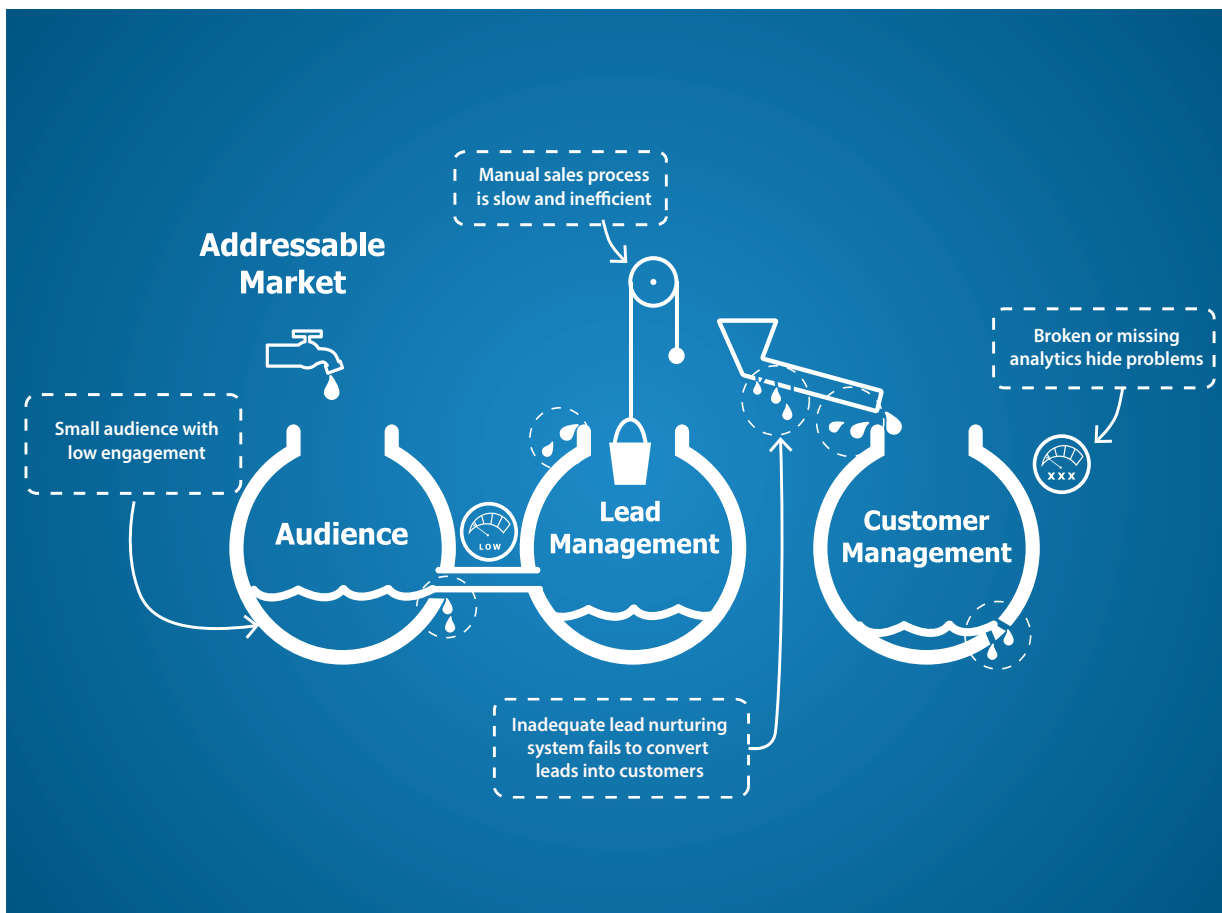 Manual sales process
is slow and inefficient
Addressable
Market
Broken or missing
analytics hide problems
Small audience with
low engagement
Audience
LOW
Lead
Management
Customer
Management
xxx
Inadequate lead nurturing
system fails to convert
leads into customers